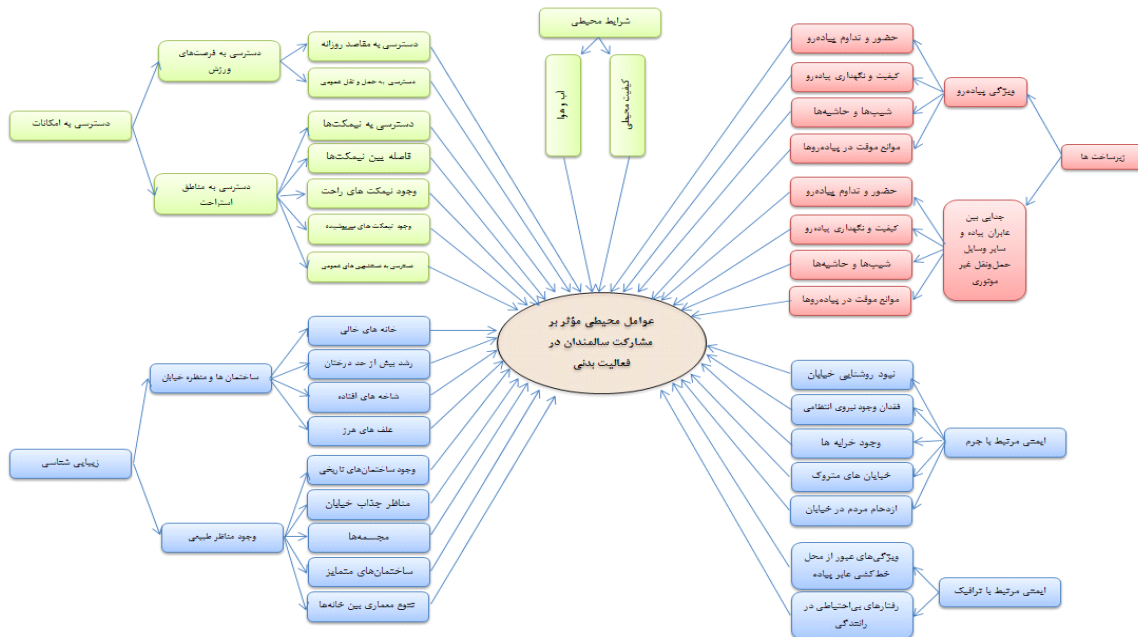 شرایط محیطی
آب و هوا
کیفیت محیطی
زیرساخت ها
ویژگی پیاده‌رو
حضور و تداوم پیاده‌رو
کیفیت و نگهداری پیاده‌رو
شیب‌ها و حاشیه‌ها
موانع موقت در پیاده‌روها
جدایی بین
عابران پیاده و
سایر وسایل
حمل‌ونقل غیر
موتوری
حضور و تداوم پیاده‌رو
کیفیت و نگهداری پیاده‌رو
شیب‌ها و حاشیه‌ها
موانع موقت در پیاده‌روها
دسترسی به امکانات
دسترسی به فرصت‌های
ورزش
دسترسی به مقاصد روزانه
دسترسی به حمل و نقل عمومی
دسترسی به مناطق
استراحت
دسترسی به نیمکت‌ها
فاصله بین نیمکت‌ها
وجود نیمکت های راحت
وجود نیمکت های سرپوشیده
دسترسی به دستشویی های عمومی
عوامل محیطی مؤثر بر
مشارکت سالمندان در
فعالیت بدنی
ایمنی مرتبط با جرم
نبود روشنایی خیابان
فقدان وجود نیروی انتظامی
وجود خرابه ها
خیابان های متروک
ازدحام مردم در خیابان
ایمنی مرتبط با ترافیک
ویژگی‌های عبور از محل
خط‌کشی عابر پیاده
رفتارهای بی‌احتیاطی در
رانندگی
زیبایی شناسی
ساختمان ها و منظره خیابان
خانه های خالی
رشد بیش از حد درختان
شاخه های افتاده
علف های هرز
وجود مناظر طبیعی
وجود ساختمان‌های تاریخی
مناظر جذاب خیابان
مجسمه‌ها
ساختمان‌های متمایز
تنوع معماری بین خانه‌ها